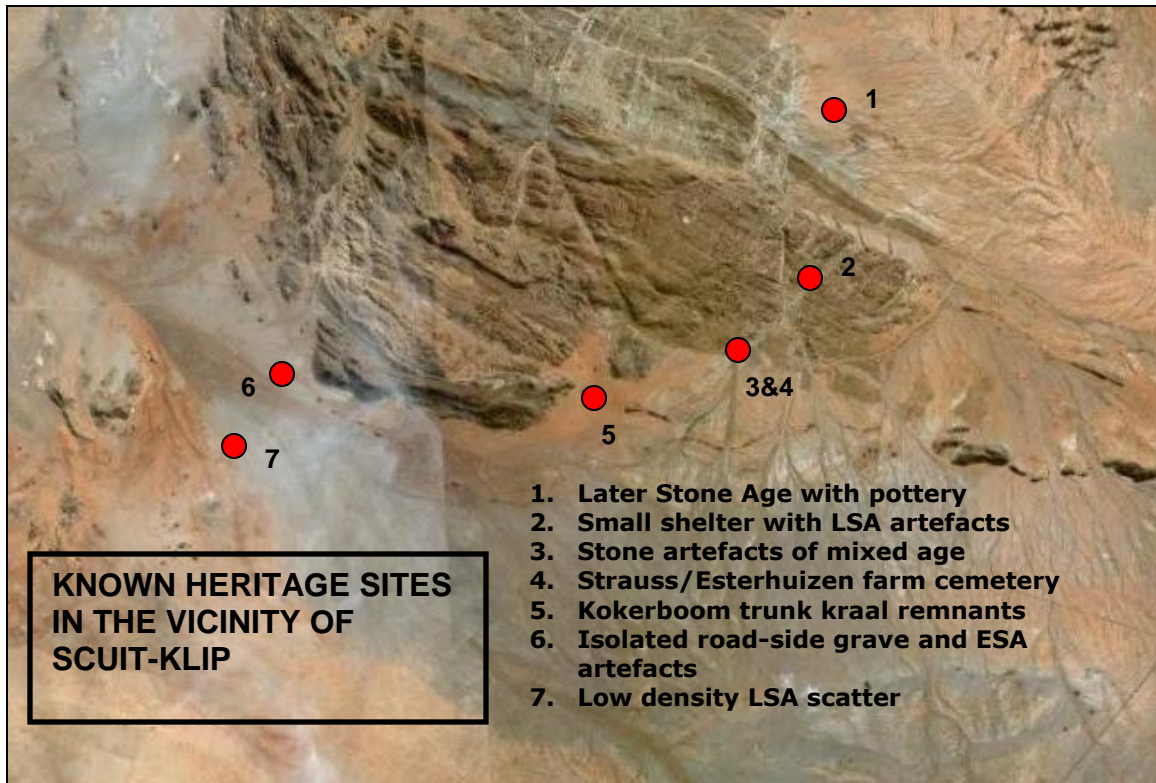 1
2
3&4
6
5
7
1. Later Stone Age with pottery
2. Small shelter with LSA artefacts
3. Stone artefacts of mixed age
4. Strauss/Esterhuizen farm cemetery
5. Kokerboom trunk kraal remnants
6. Isolated road-side grave and ESA
artefacts
7. Low density LSA scatter
KNOWN HERITAGE SITES
IN THE VICINITY OF
SCUIT-KLIP